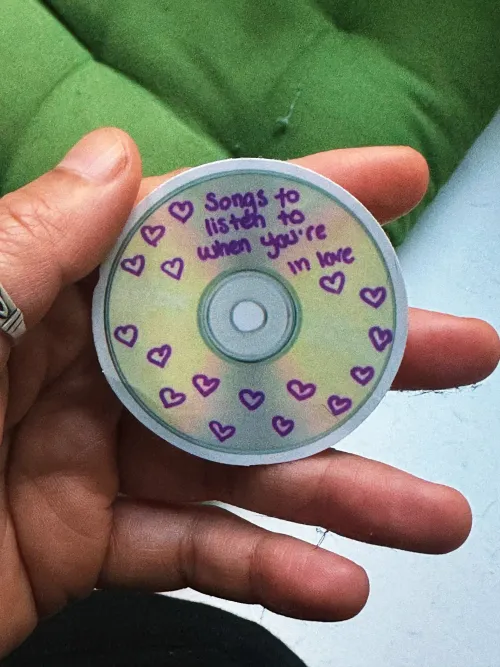 Songs to
listen to
when you're
in love